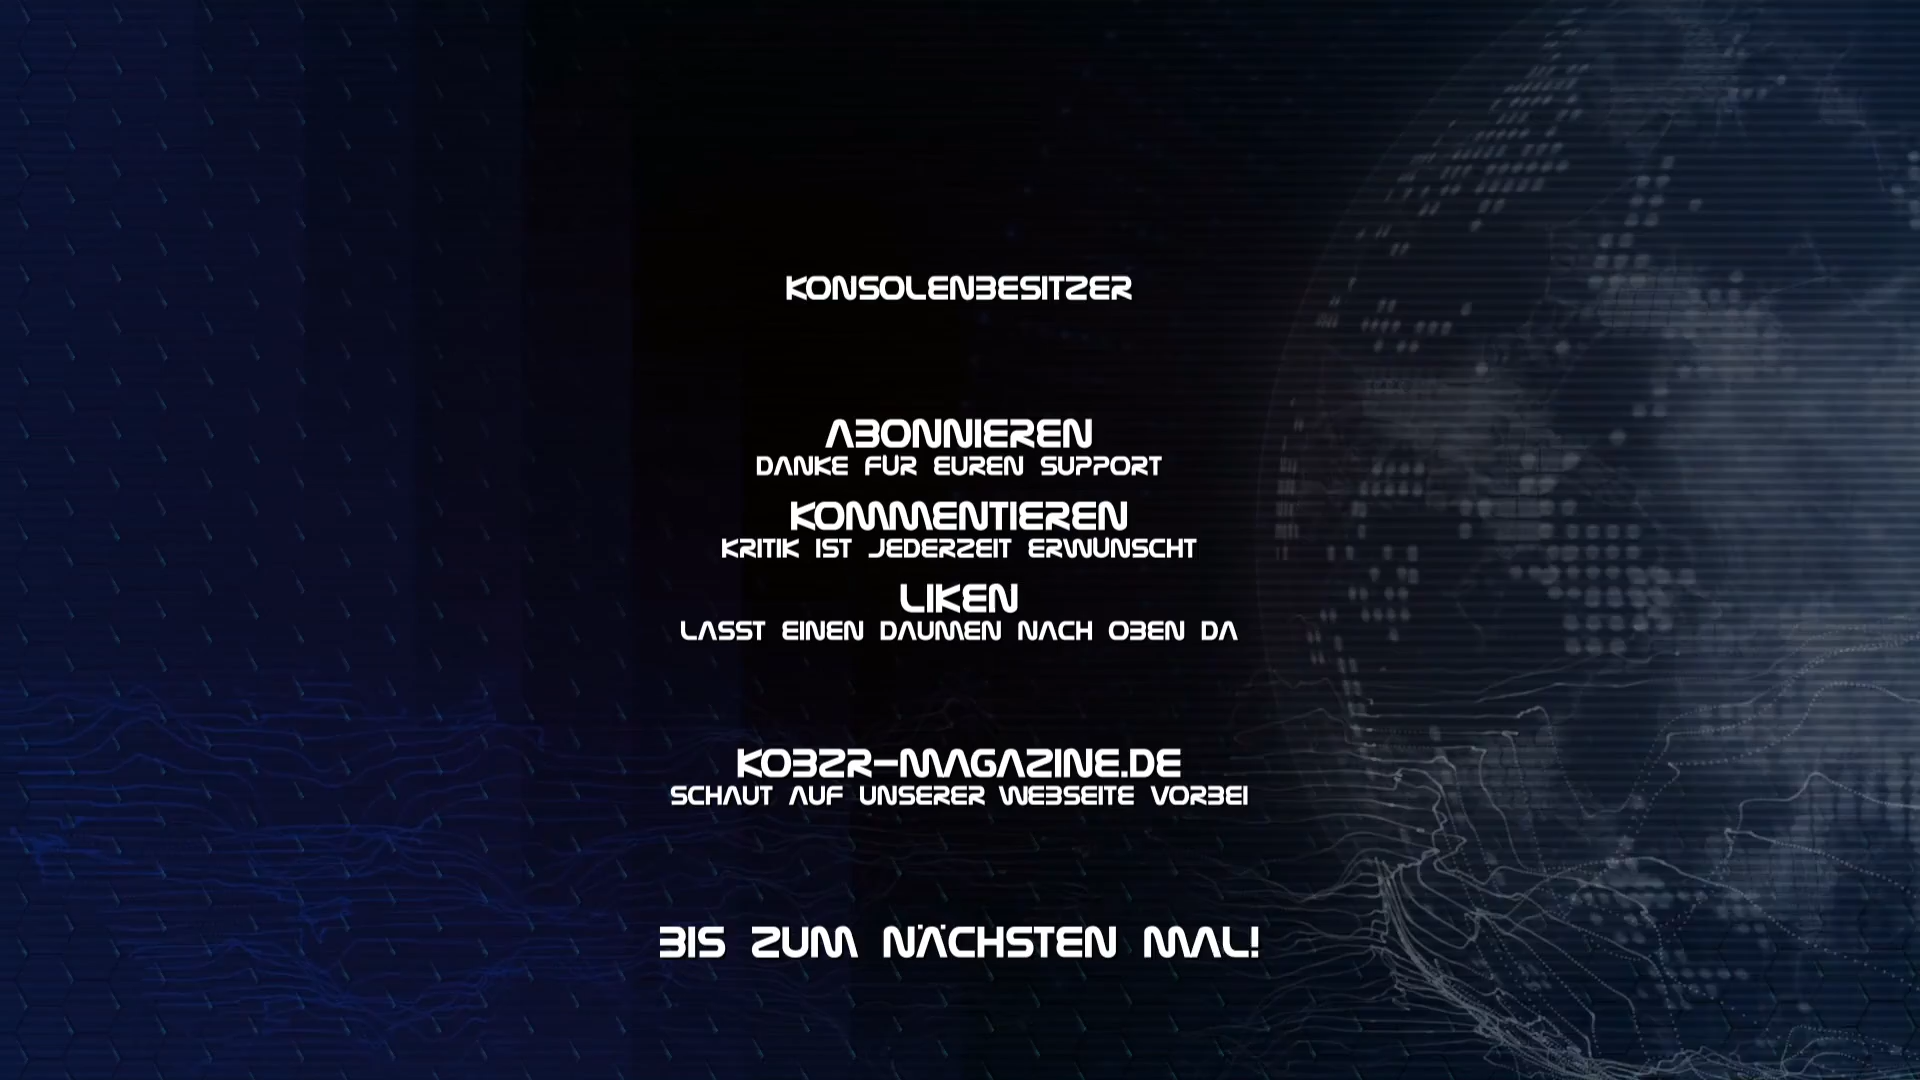 KONSOLENBESITZER
ABONNIEREN
DANKE FÜR EUREN SUPPORT
KOMMENTIEREN
KRITIK IST JEDERZEIT ERWÜNSCHT
LIKEN
LASST EINEN DAUMEN NACH OBEN DA
KOBZR-MAGAZINE.DE
SCHAUT AUF UNSERER WEBSEITE VORBEI
BIS ZUM NÄCHSTEN MAL!